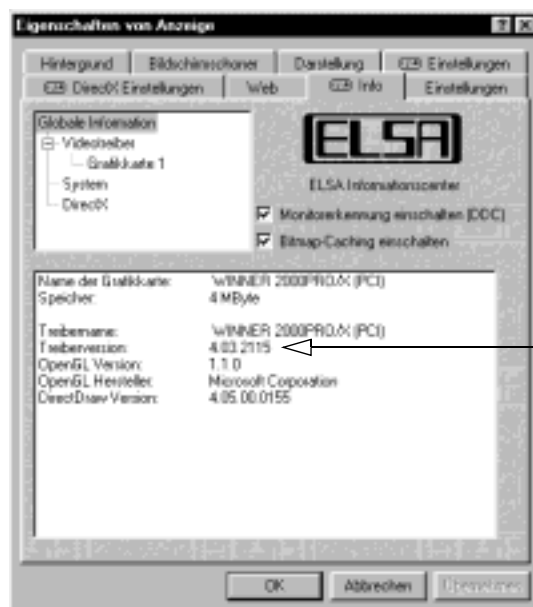 Eigenschaften von Anzeige
Hintergrund Bildschirmschoner Darstellung Einstellungen
DirectX Einstellungen Web Info Einstellungen
Globale Information
Videotreiber
Grafikkarte 1
System
DirectX
ELSA
ELSA Informationscenter
Monitorerkennung einschalten (DDC)
Bitmap-Caching einschalten
Name der Grafikkarte: WINNER 2000PRO/X (PCI)
Speicher: 4 MByte
Treibername: WINNER 2000PRO/X (PCI)
Treiberversion: 4.03.2115
OpenGL Version: 1.1.0
OpenGL Hersteller: Microsoft Corporation
DirectDraw Version: 4.05.00.0155
OK Abbrechen Übernehmen